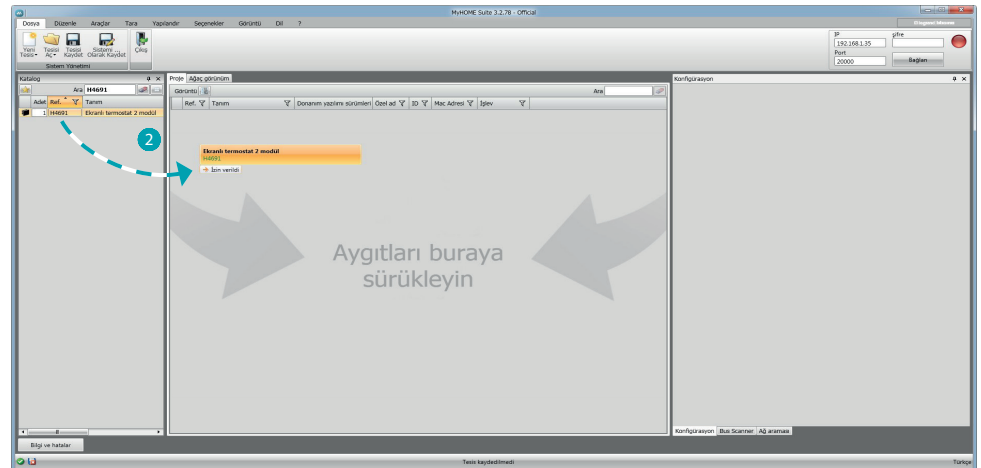 MyHOME Suite 3.2.78 - Official
Dosya Düzenle Araçlar Tara Yapılandır Seçenekler Görüntü Dil ?
Yeni Tesis
Tesisi Aç
Tesisi Kaydet
Sistemi ... Olarak Kaydet
Çıkış
Sistem Yönetimi
IP
192.168.1.35
şifre
Port
20000
Bağlan
Katalog
Ara H4691
Adet Ref. Tanım
1 H4691 Ekranlı termostat 2 modül
2
Proje Ağaç görünüm
Görüntü
Ara
Ref. Tanım Donanım yazılımı sürümleri Özel ad ID Mac Adresi İşlev
Ekranlı termostat 2 modül
H4691
İzin verildi
Aygıtları buraya
sürükleyin
Konfigürasyon
Konfigürasyon Bus Scanner Ağ araması
Bilgi ve hatalar
Tesis kaydedilmedi
Türkçe